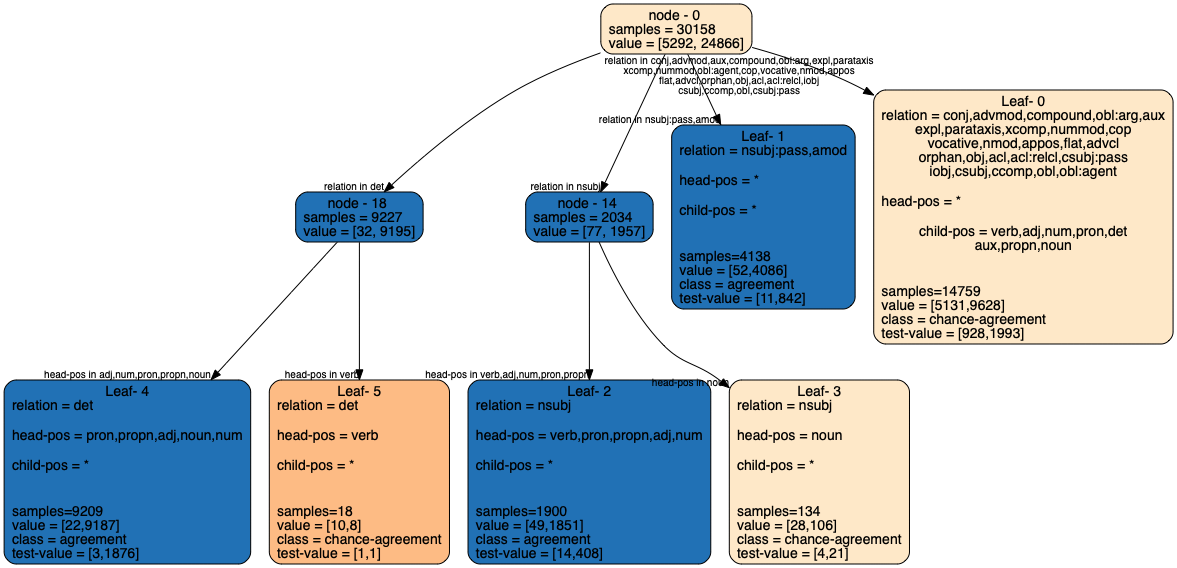 node - 0
samples = 30158
value = [5292, 24866]
relation in conj,advmod,aux,compound,obl:arg,expl,parataxis
xcomp,nummod,obl:agent,cop,vocative,nmod,appos
flat,advcl,orphan,obj,acl,acl:relcl,iobj
csubj,ccomp,obl,csubj:pass
relation in nsubj:pass,amod
relation in det
relation in nsubj
Leaf- 0
relation = conj,advmod,compound,obl:arg,aux
expl,parataxis,xcomp,nummod,cop
vocative,nmod,appos,flat,advcl
orphan,obj,acl,acl:relcl,csubj:pass
iobj,csubj,ccomp,obl,obl:agent
head-pos = *
child-pos = verb,adj,num,pron,det
aux,propn,noun
samples=14759
value = [5131,9628]
class = chance-agreement
test-value = [928,1993]
Leaf- 1
relation = nsubj:pass,amod
head-pos = *
child-pos = *
samples=4138
value = [52,4086]
class = agreement
test-value = [11,842]
node - 18
samples = 9227
value = [32, 9195]
node - 14
samples = 2034
value = [77, 1957]
head-pos in adj,num,pron,propn,noun
head-pos in verb
head-pos in verb,adj,num,pron,propn
head-pos in noun
Leaf- 4
relation = det
head-pos = pron,propn,adj,noun,num
child-pos = *
samples=9209
value = [22,9187]
class = agreement
test-value = [3,1876]
Leaf- 5
relation = det
head-pos = verb
child-pos = *
samples=18
value = [10,8]
class = chance-agreement
test-value = [1,1]
Leaf- 2
relation = nsubj
head-pos = verb,pron,propn,adj,num
child-pos = *
samples=1900
value = [49,1851]
class = agreement
test-value = [14,408]
Leaf- 3
relation = nsubj
head-pos = noun
child-pos = *
samples=134
value = [28,106]
class = chance-agreement
test-value = [4,21]